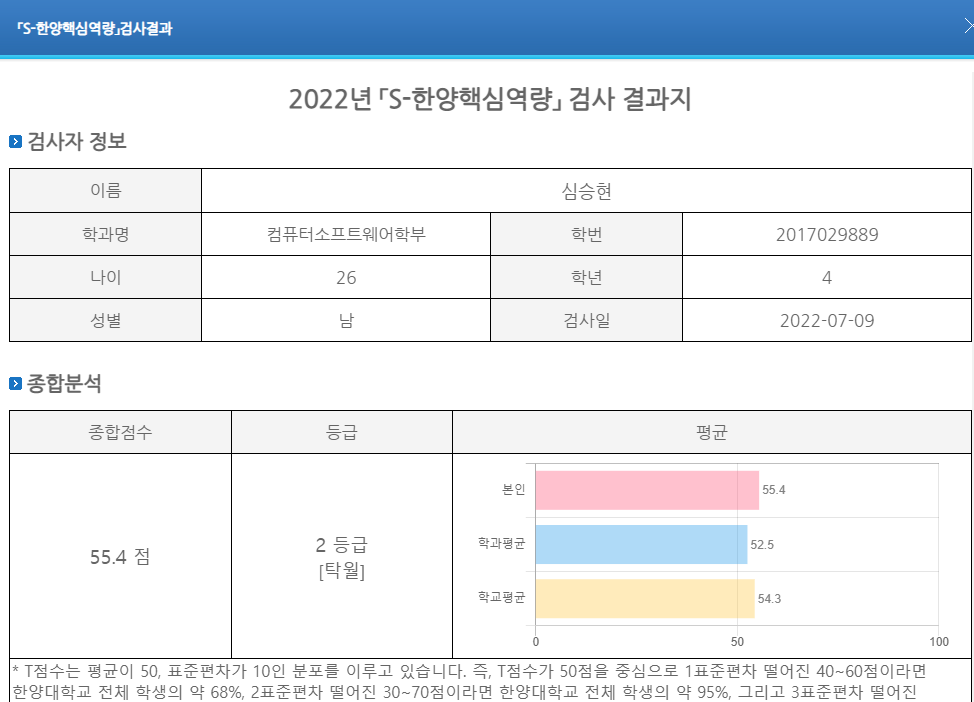 「S-한양핵심역량」검사결과
2022년 「S-한양핵심역량」 검사 결과지
검사자 정보
이름 심승현
학과명 컴퓨터소프트웨어학부 학번 2017029889
나이 26 학년 4
성별 남 검사일 2022-07-09
종합분석
종합점수 등급 평균
55.4 점
2 등급
[탁월]
본인 55.4
학과평균 52.5
학교평균 54.3
0 50 100
* T점수는 평균이 50, 표준편차가 10인 분포를 이루고 있습니다. 즉, T점수가 50점을 중심으로 1표준편차 떨어진 40~60점이라면
한양대학교 전체 학생의 약 68%, 2표준편차 떨어진 30~70점이라면 한양대학교 전체 학생의 약 95%, 그리고 3표준편차 떨어진